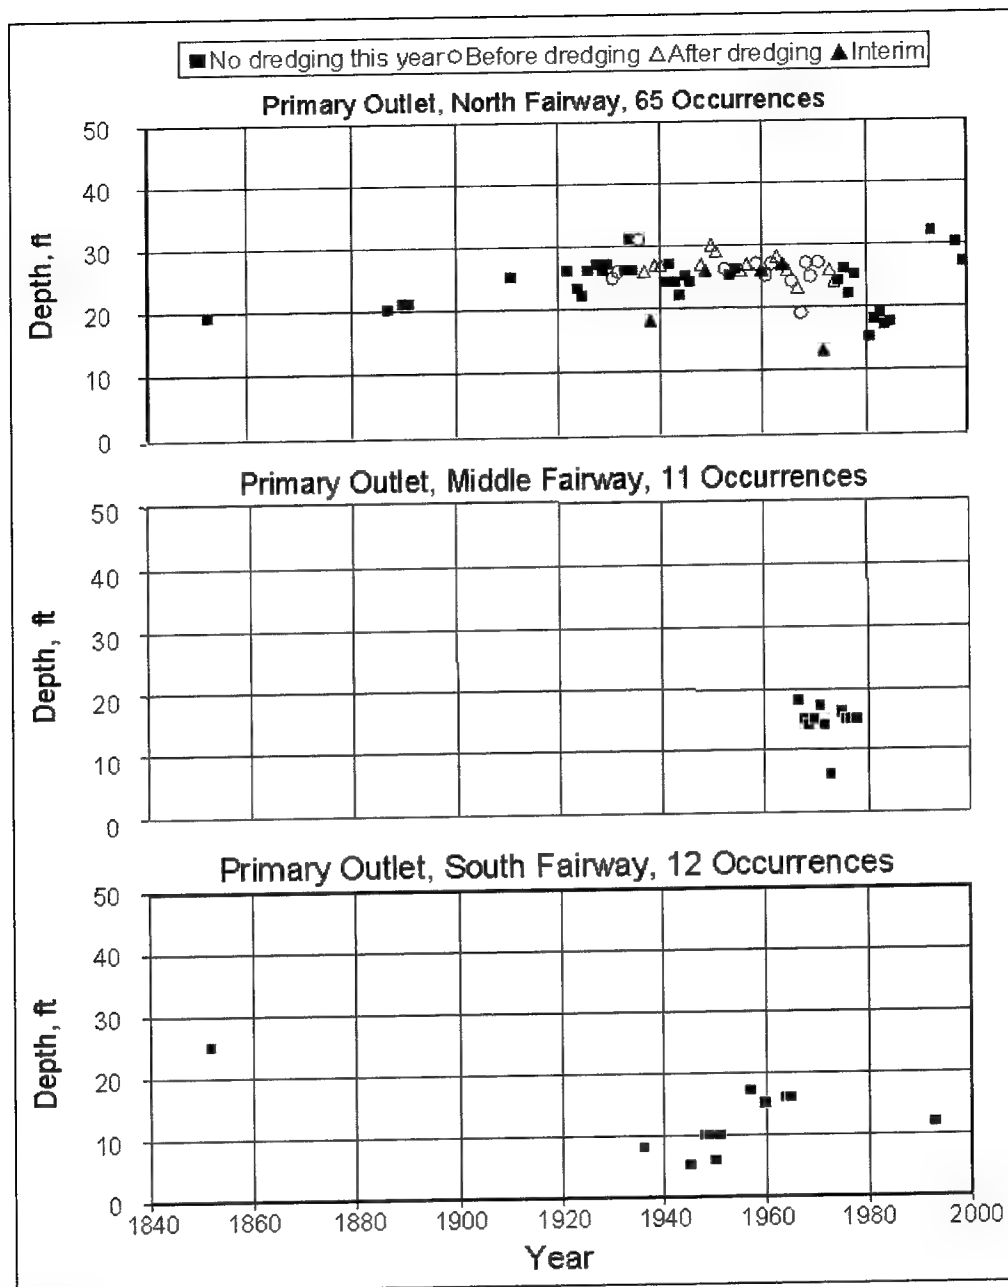 No dredging this year Before dredging After dredging Interim
Primary Outlet, North Fairway, 65 Occurrences
50
40
30
20
10
0
Depth, ft
Primary Outlet, Middle Fairway, 11 Occurrences
50
40
30
20
10
0
Depth, ft
Primary Outlet, South Fairway, 12 Occurrences
50
40
30
20
10
0
Depth, ft
1840 1860 1880 1900 1920 1940 1960 1980 2000
Year